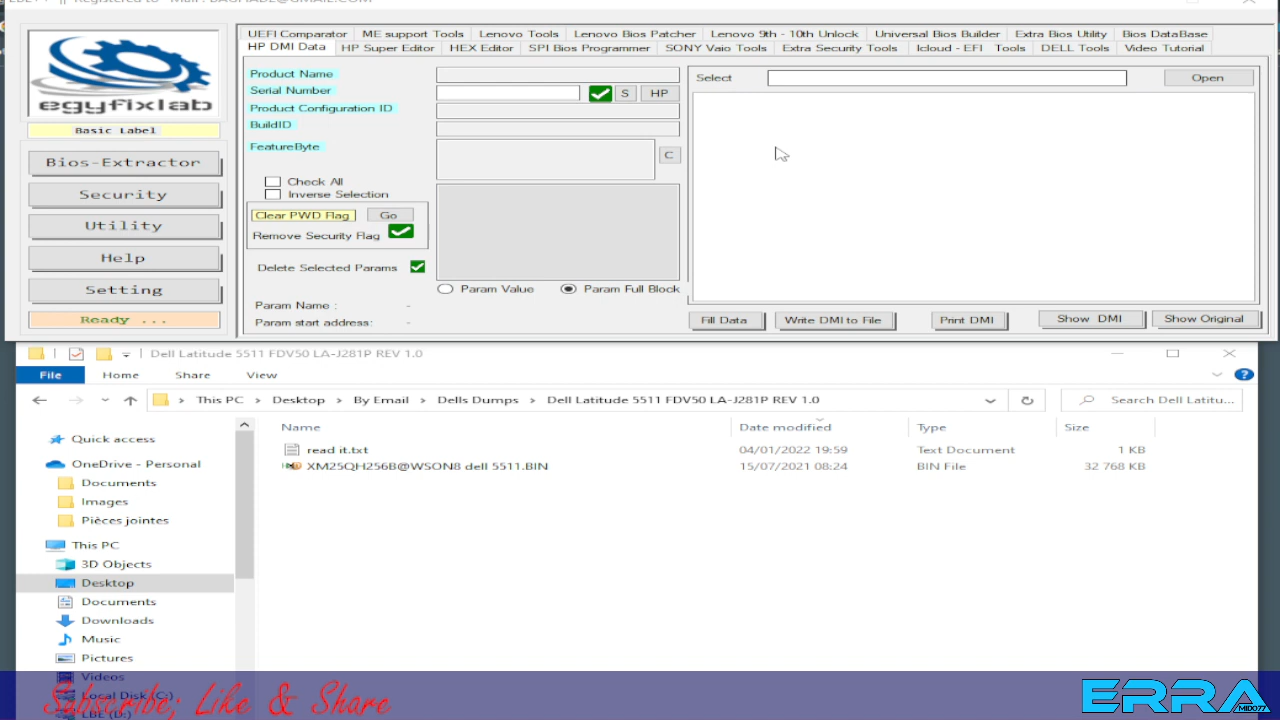 Registered to - Mail : BAGHADE@GMAIL.COM
egyfixlab
Basic Label
Bios-Extractor
Security
Utility
Help
Setting
Ready ...
UEFI Comparator ME support Tools Lenovo Tools Lenovo Bios Patcher Lenovo 9th - 10th Unlock Universal Bios Builder Extra Bios Utility Bios DataBase
HP DMI Data HP Super Editor HEX Editor SPI Bios Programmer SONY Vaio Tools Extra Security Tools Icloud - EFI Tools DELL Tools Video Tutorial
Product Name
Serial Number S HP
Product Configuration ID
BuildID
FeatureByte C
Check All
Inverse Selection
Clear PWD Flag Go
Remove Security Flag
Delete Selected Params
Param Value Param Full Block
Param Name : -
Param start address: -
Select Open
Fill Data Write DMI to File Print DMI Show DMI Show Original
Dell Latitude 5511 FDV50 LA-J281P REV 1.0
File Home Share View
This PC > Desktop > By Email > Dells Dumps > Dell Latitude 5511 FDV50 LA-J281P REV 1.0
Search Dell Latitu...
Name Date modified Type Size
read it.txt 04/01/2022 19:59 Text Document 1 KB
XM25QH256B@WSON8 dell 5511.BIN 15/07/2021 08:24 BIN File 32 768 KB
Quick access
OneDrive - Personal
Documents
Images
Pièces jointes
This PC
3D Objects
Desktop
Documents
Downloads
Music
Pictures
Videos
Local Disk (C:)
LBE (D:)
Subscribe; Like & Share
ERRA
MIDO77